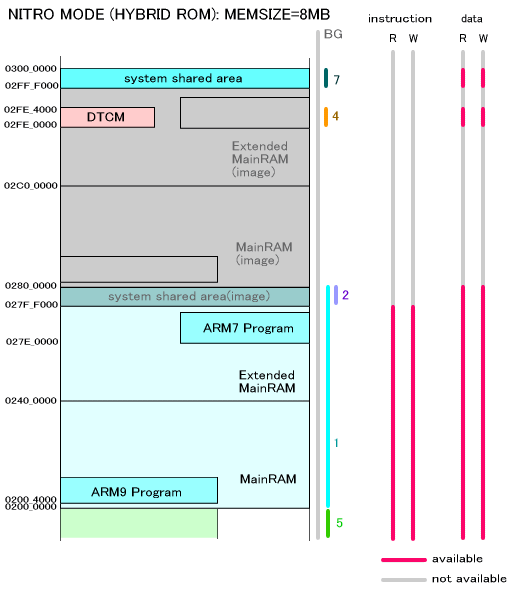 NITRO MODE (HYBRID ROM): MEMSIZE=8MB
BG
instruction
data
R
W
R
W
0300_0000
system shared area
7
02FF_F000
02FE_4000
DTCM
4
02FE_0000
Extended
MainRAM
(image)
02C0_0000
MainRAM
(image)
0280_0000
system shared area(image)
2
027F_F000
ARM7 Program
027E_0000
Extended
MainRAM
0240_0000
1
MainRAM
ARM9 Program
0200_4000
0200_0000
5
available
not available